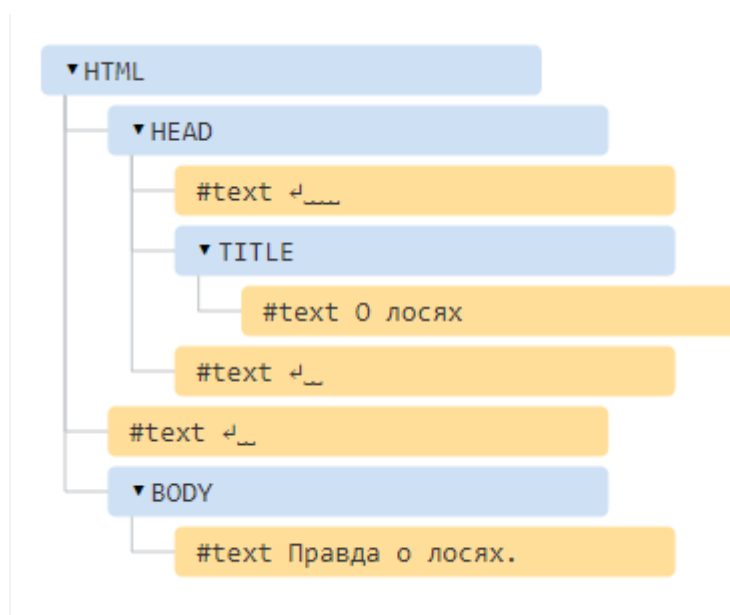 ▾HTML
▾HEAD
#text ↵␣␣␣␣
▾TITLE
#text О лосях
#text ↵␣␣
#text ↵␣␣
▾BODY
#text Правда о лосях.